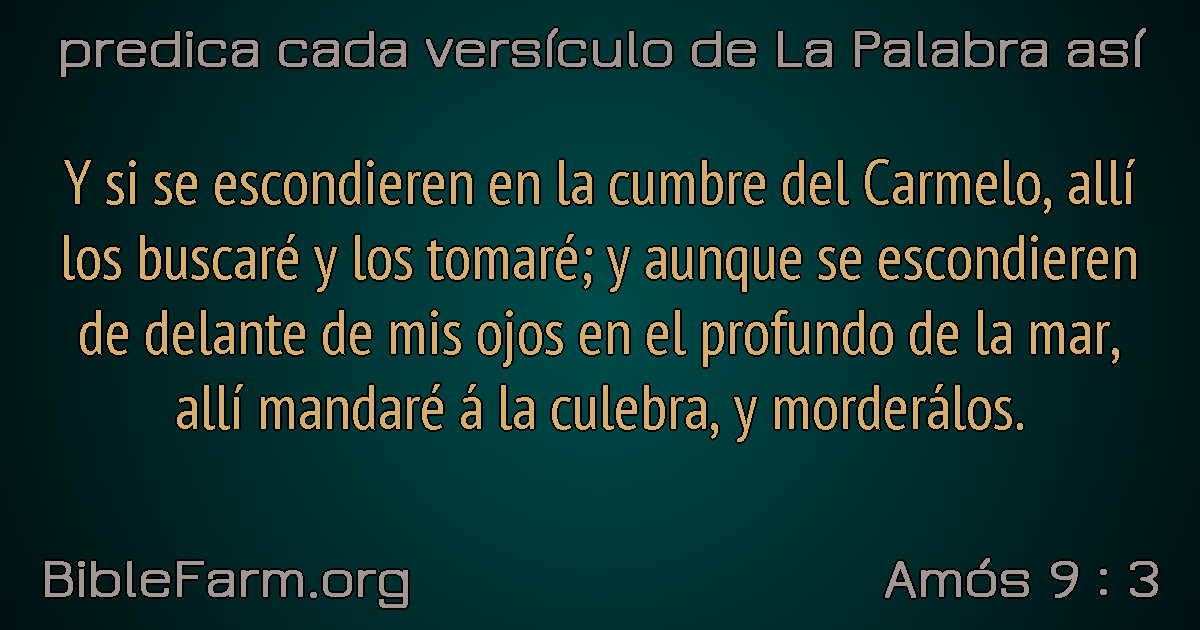 predica cada versículo de La Palabra así
Y si se escondieren en la cumbre del Carmelo, allí
los buscaré y los tomaré; y aunque se escondieren
de delante de mis ojos en el profundo de la mar,
allí mandaré á la culebra, y morderálos.
BibleFarm.org
Amós 9 : 3